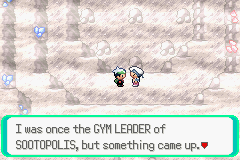 I was once the GYM LEADER of
SOOTOPOLIS, but something came up.♥